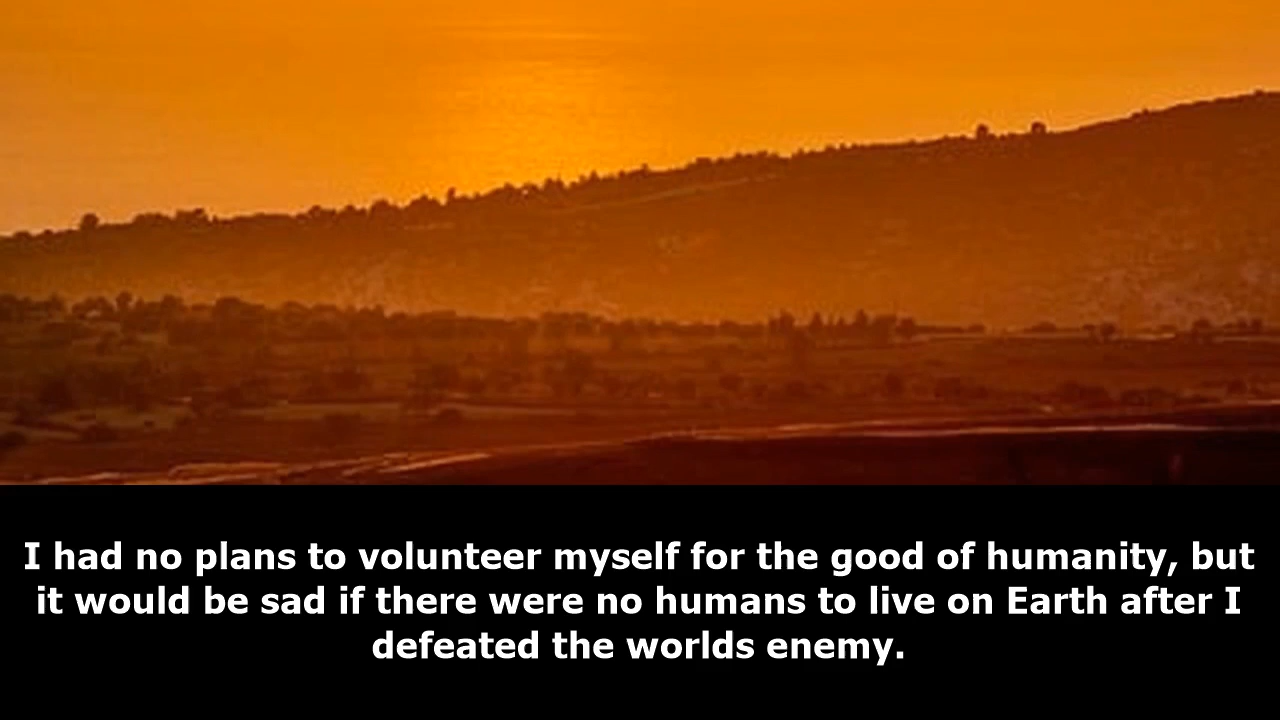 I had no plans to volunteer myself for the good of humanity, but
it would be sad if there were no humans to live on Earth after I
defeated the worlds enemy.